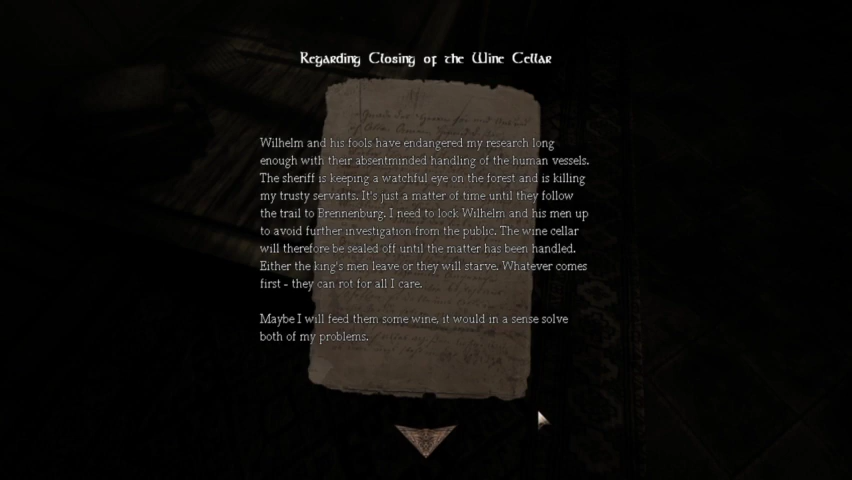 Regarding Closing of the Wine Cellar
Wilhelm and his fools have endangered my research long
enough with their absentminded handling of the human vessels.
The sheriff is keeping a watchful eye on the forest and is killing
my trusty servants. It's just a matter of time until they follow
the trail to Brennenburg. I need to lock Wilhelm and his men up
to avoid further investigation from the public. The wine cellar
will therefore be sealed off until the matter has been handled.
Either the king's men leave or they will starve. Whatever comes
first - they can rot for all I care.
Maybe I will feed them some wine, it would in a sense solve
both of my problems.